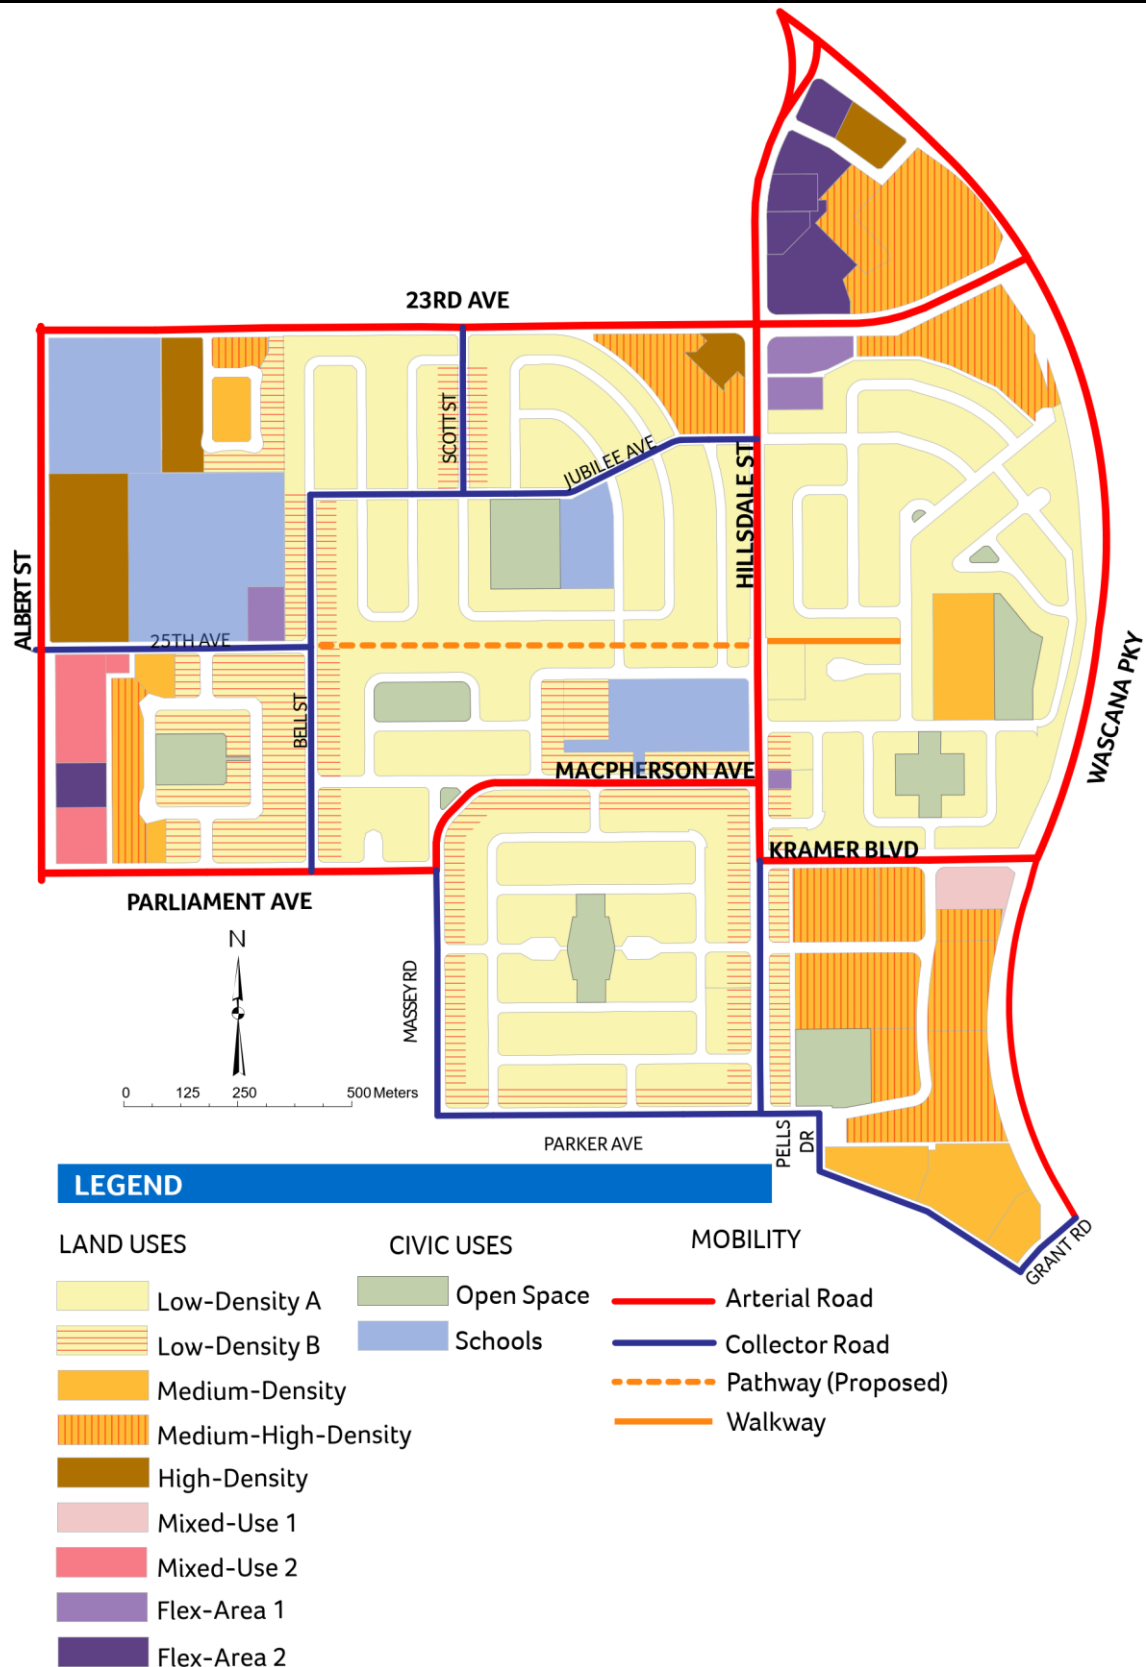 23RD AVE
SCOTT ST
JUBILEE AVE
HILLSDALE ST
ALBERT ST
25TH AVE
BELL ST
WASCANA PKY
MACPHERSON AVE
KRAMER BLVD
PARLIAMENT AVE
N
MASSEY RD
0 125 250 500 Meters
PARKER AVE
PELLS
DR
GRANT RD
LEGEND
LAND USES
Low-Density A
Low-Density B
Medium-Density
Medium-High-Density
High-Density
Mixed-Use 1
Mixed-Use 2
Flex-Area 1
Flex-Area 2
CIVIC USES
Open Space
Schools
MOBILITY
Arterial Road
Collector Road
Pathway (Proposed)
Walkway